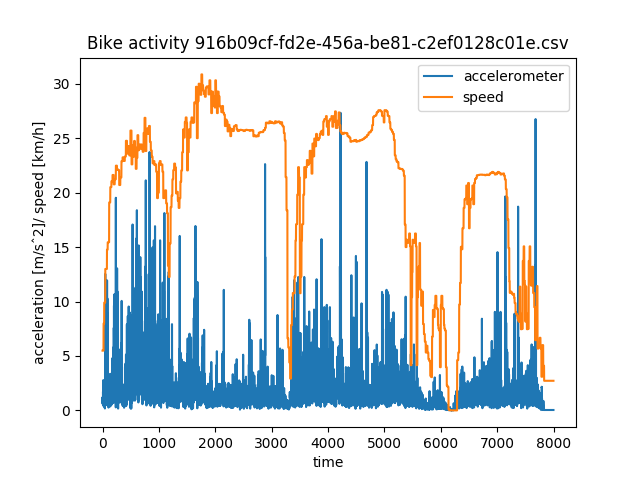 Bike activity 916b09cf-fd2e-456a-be81-c2ef0128c01e.csv
accelerometer
speed
acceleration [m/s^2]/ speed [km/h]
30
25
20
15
10
5
0
0 1000 2000 3000 4000 5000 6000 7000 8000
time